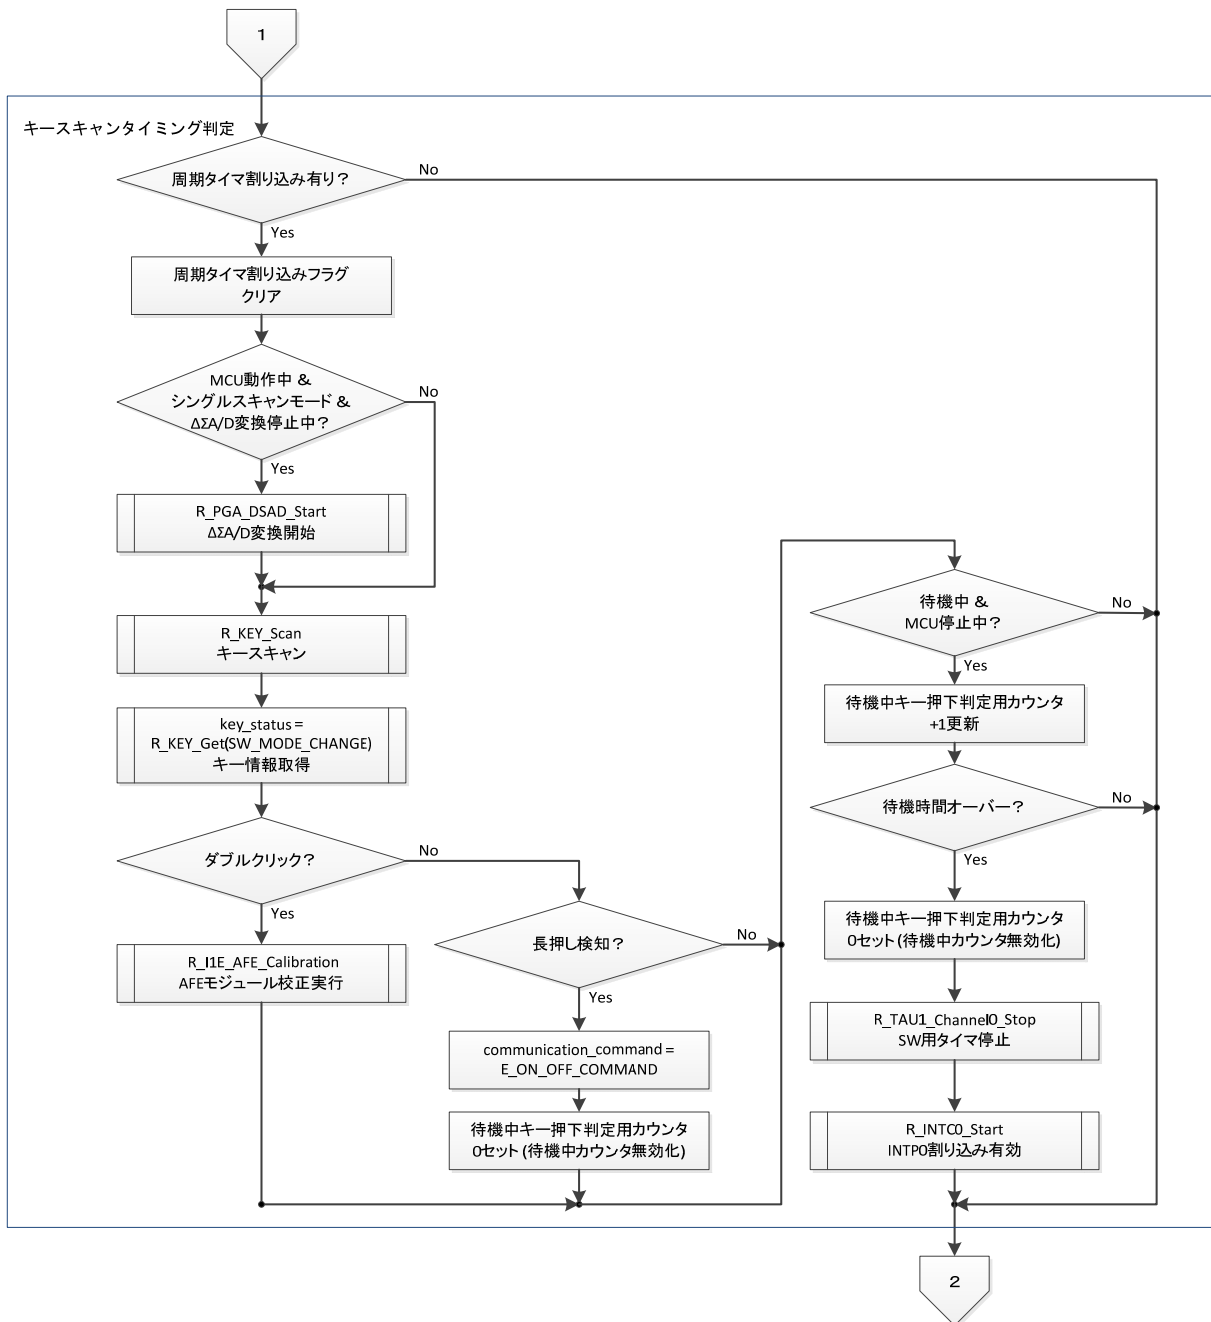 1
キースキャンタイミング判定
周期タイマ割り込み有り？
No
Yes
周期タイマ割り込みフラグ
クリア
MCU動作中 ＆
シングルスキャンモード ＆
ΔΣA/D変換停止中？
No
Yes
R_PGA_DSAD_Start
ΔΣA/D変換開始
R_KEY_Scan
キースキャン
key_status =
R_KEY_Get(SW_MODE_CHANGE)
キー情報取得
ダブルクリック？
No
Yes
R_I1E_AFE_Calibration
AFEモジュール校正実行
長押し検知？
No
Yes
communication_command =
E_ON_OFF_COMMAND
待機中キー押下判定用カウンタ
0セット (待機中カウンタ無効化)
待機中 ＆
MCU停止中？
No
Yes
待機中キー押下判定用カウンタ
+1更新
待機時間オーバー？
No
Yes
待機中キー押下判定用カウンタ
0セット (待機中カウンタ無効化)
R_TAU1_Channel0_Stop
SW用タイマ停止
R_INTC0_Start
INTP0割り込み有効
2